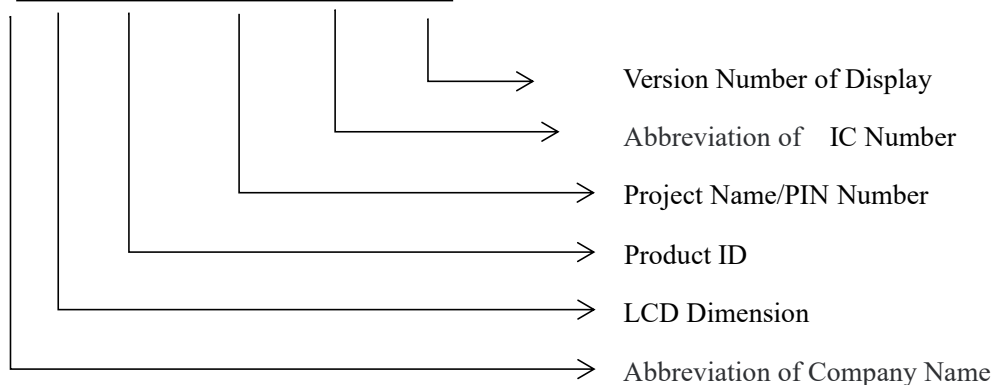 Version Number of Display
Abbreviation of IC Number
Project Name/PIN Number
Product ID
LCD Dimension
Abbreviation of Company Name